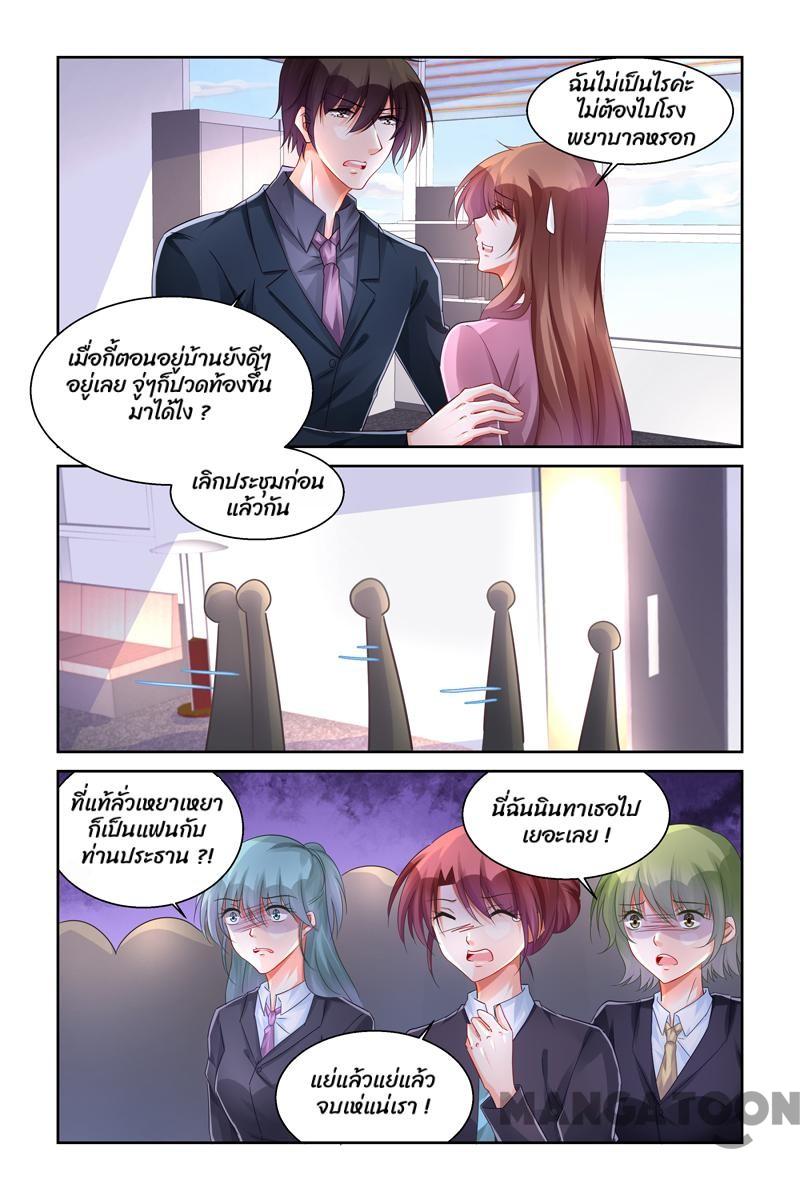 ฉันไม่เป็นไรค่ะ
ไม่ต้องไปโรง
พยาบาลหรอก
เมื่อกี้ตอนอยู่บ้านยังดีๆ
อยู่เลย จู่ๆก็ปวดท้องขึ้น
มาได้ไง ?
เลิกประชุมก่อน
แล้วกัน
ที่แท้ลั่วเหยาเหยา
ก็เป็นแฟนกับ
ท่านประธาน ?!
นี่ฉันนินทาเธอไป
เยอะเลย !
แย่แล้วแย่แล้ว
จบเห่แน่เรา !
MANGATOON